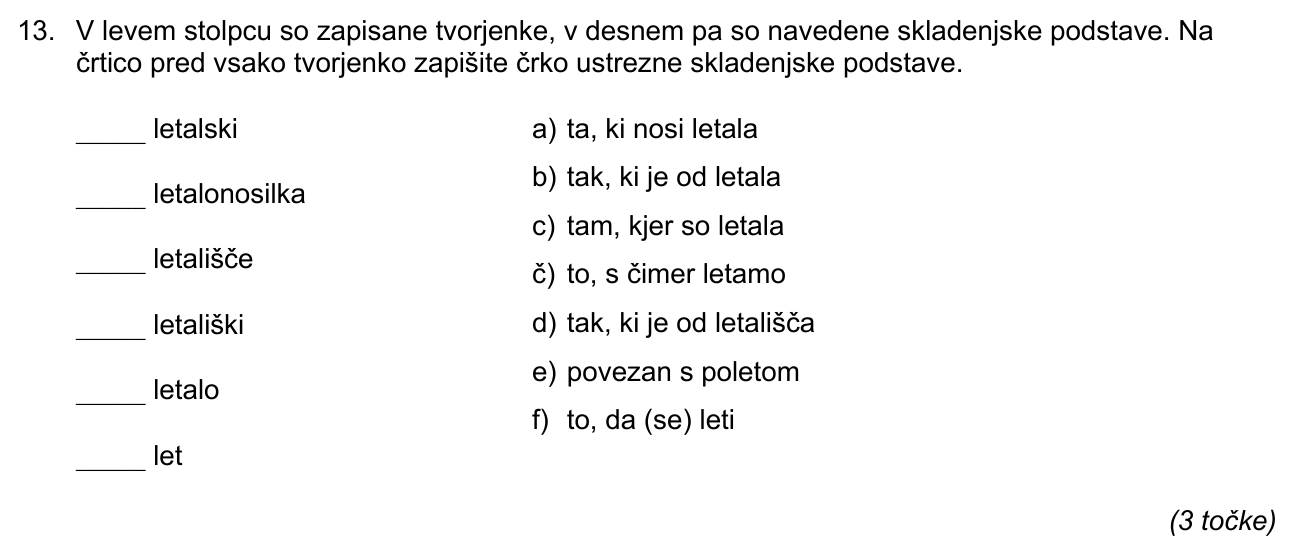 13. V levem stolpcu so zapisane tvorjenke, v desnem pa so navedene skladenjske podstave. Na
črtico pred vsako tvorjenko zapišite črko ustrezne skladenjske podstave.
_____ letalski
_____ letalonosilka
_____ letališče
_____ letališki
_____ letalo
_____ let
a) ta, ki nosi letala
b) tak, ki je od letala
c) tam, kjer so letala
č) to, s čimer letamo
d) tak, ki je od letališča
e) povezan s poletom
f) to, da (se) leti
(3 točke)